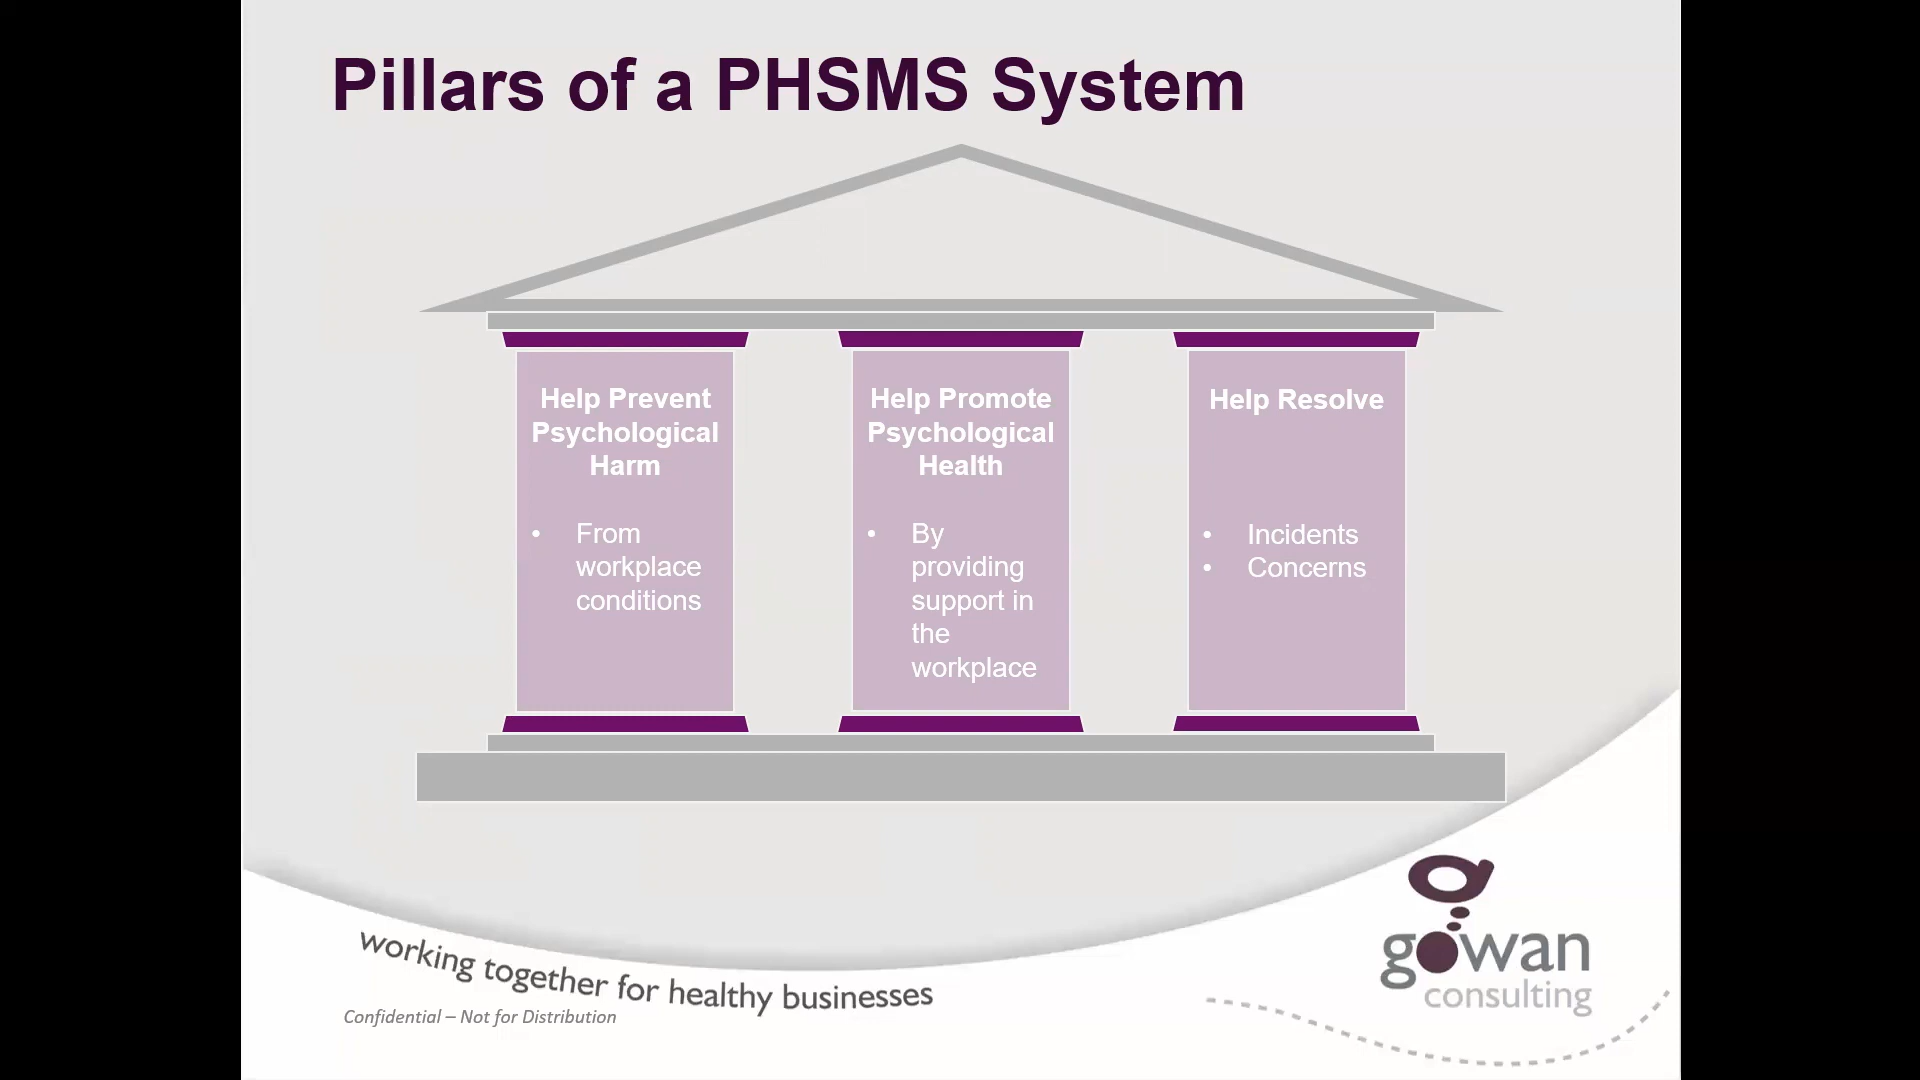 Pillars of a PHSMS System
Help Prevent
Psychological
Harm
• From
workplace
conditions
Help Promote
Psychological
Health
• By
providing
support in
the
workplace
Help Resolve
• Incidents
• Concerns
working together for healthy businesses
Confidential – Not for Distribution
gowan
consulting